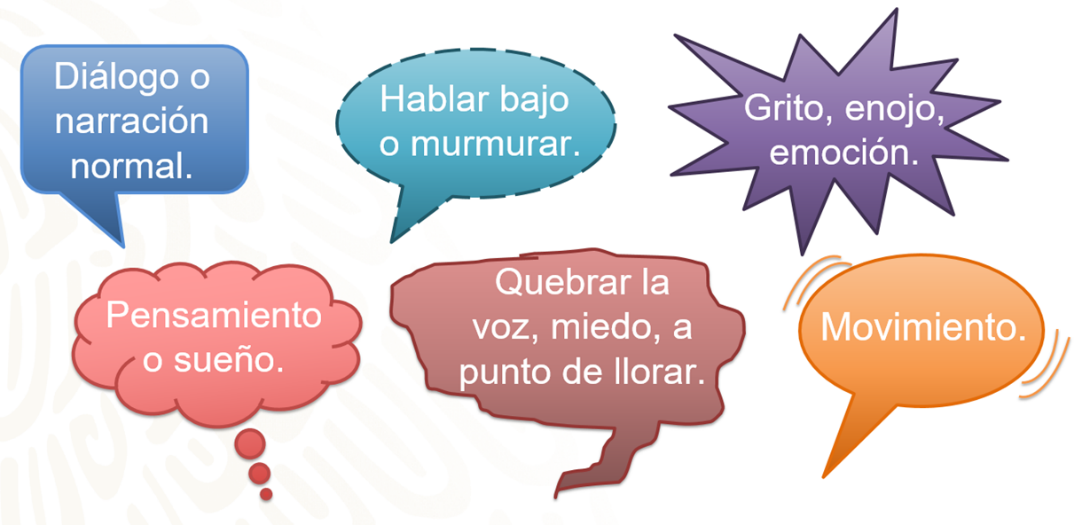 Diálogo o
narración
normal.
Hablar bajo
o murmurar.
Grito, enojo,
emoción.
Pensamiento
o sueño.
Quebrar la
voz, miedo, a
punto de llorar.
Movimiento.